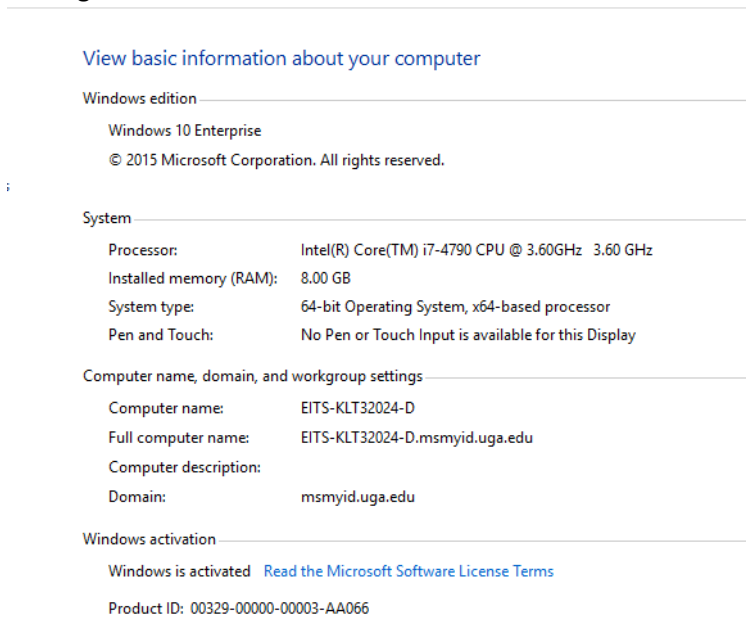 View basic information about your computer
Windows edition
Windows 10 Enterprise
© 2015 Microsoft Corporation. All rights reserved.
System
Processor: Intel(R) Core(TM) i7-4790 CPU @ 3.60GHz 3.60 GHz
Installed memory (RAM): 8.00 GB
System type: 64-bit Operating System, x64-based processor
Pen and Touch: No Pen or Touch Input is available for this Display
Computer name, domain, and workgroup settings
Computer name: EITS-KLT32024-D
Full computer name: EITS-KLT32024-D.msmyid.uga.edu
Computer description:
Domain: msmyid.uga.edu
Windows activation
Windows is activated Read the Microsoft Software License Terms
Product ID: 00329-00000-00003-AA066